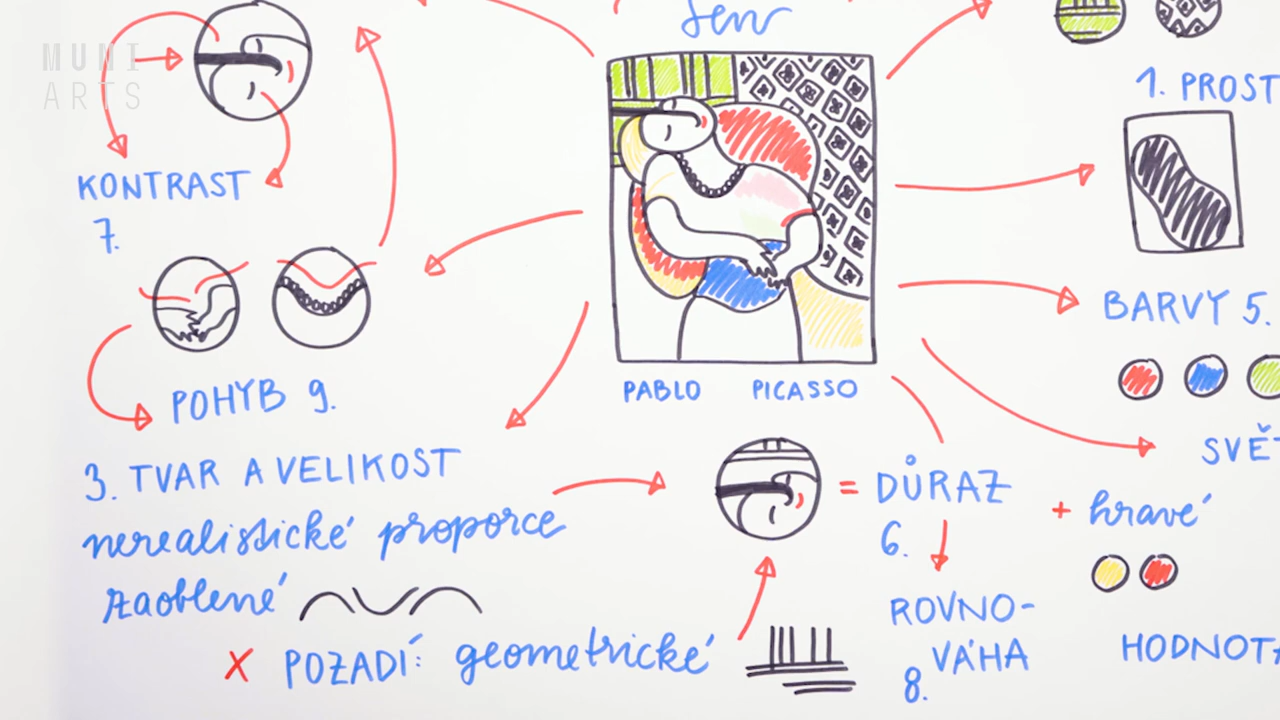 MUNI
ARTS
Sen
1. PROST
KONTRAST
7.
BARVY 5.
POHYB 9.
PABLO PICASSO
SVĚ
3. TVAR A VELIKOST
nerealistické proporce
zaoblené
X POZADÍ: geometrické
= DŮRAZ
6.
+ hravé
ROVNO-
VÁHA
8.
HODNOT